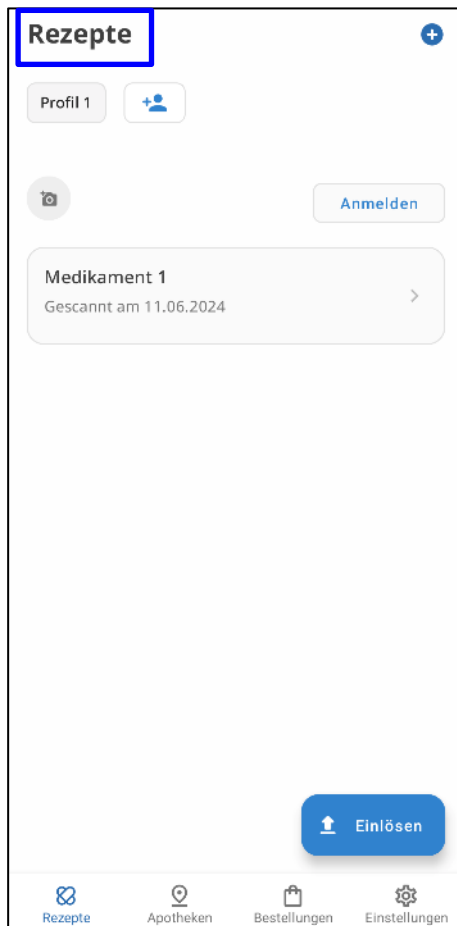 Rezepte
Profil 1
Anmelden
Medikament 1
Gescannt am 11.06.2024
Einlösen
Rezepte Apotheken Bestellungen Einstellungen